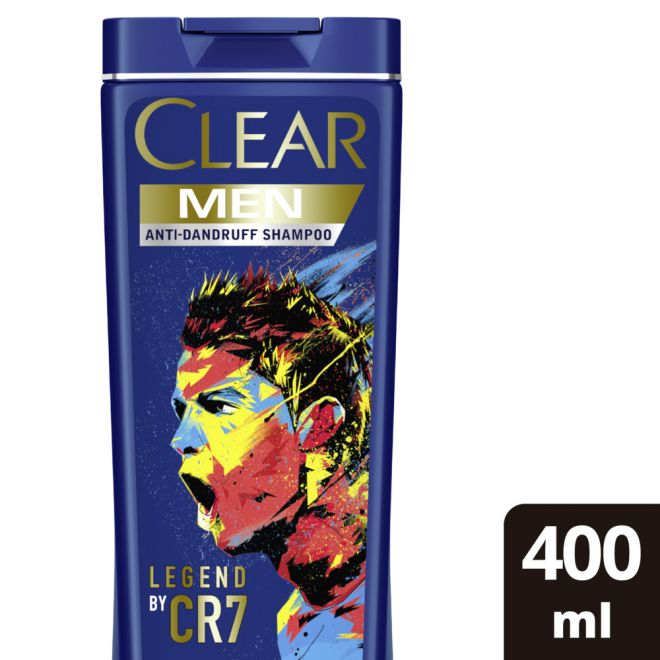 CLEAR
MEN
ANTI-DANDRUFF SHAMPOO
LEGEND
BY CR7
400
ml